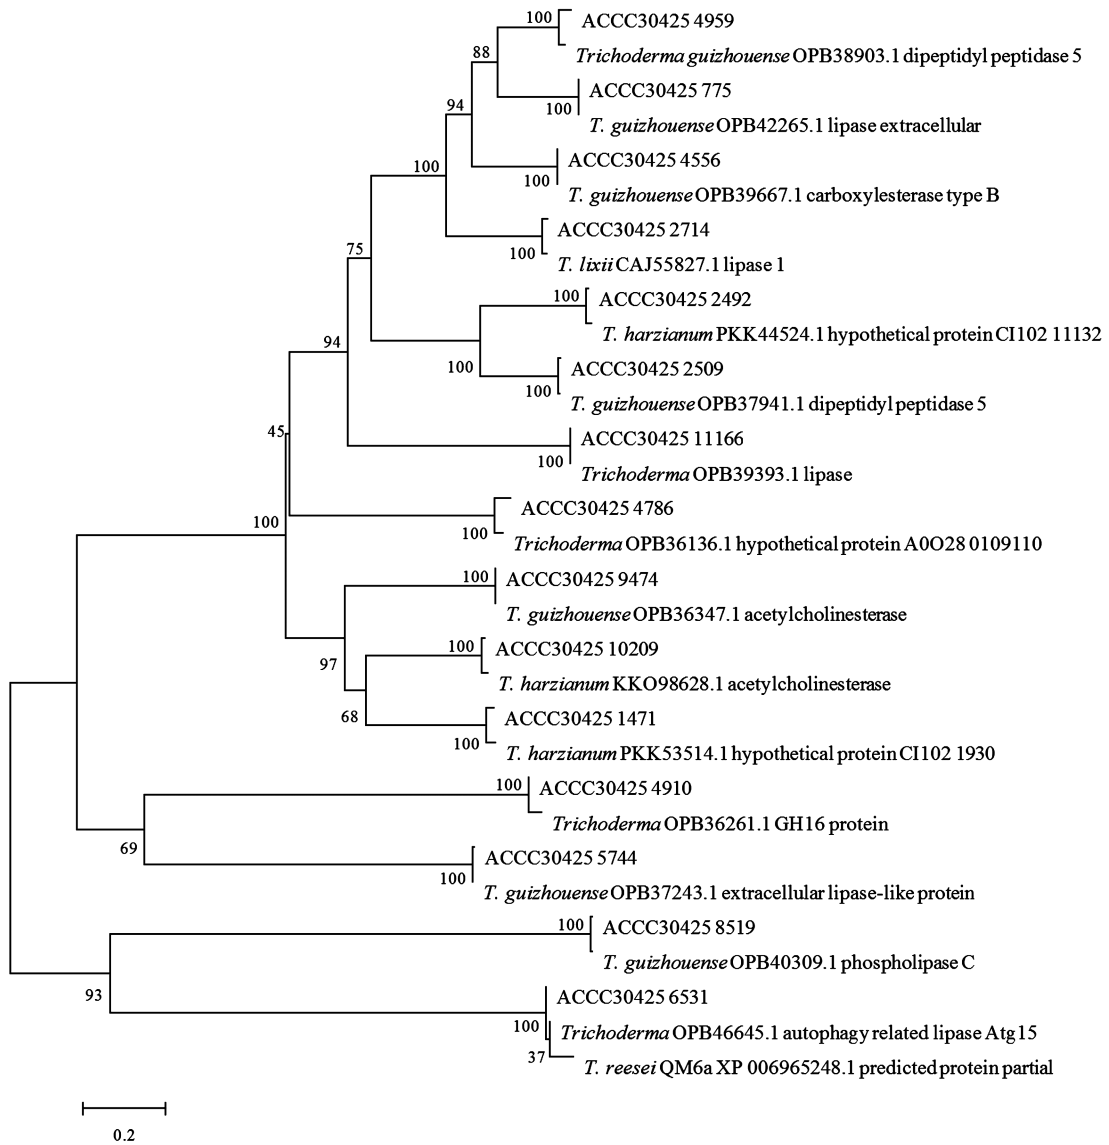 100
ACCC30425 4959
Trichoderma guizhouense OPB38903.1 dipeptidyl peptidase 5
88
ACCC30425 775
100
T. guizhouense OPB42265.1 lipase extracellular
94
ACCC30425 4556
100
T. guizhouense OPB39667.1 carboxylesterase type B
100
ACCC30425 2714
100
T. lixii CAJ55827.1 lipase 1
75
100
ACCC30425 2492
T. harzianum PKK44524.1 hypothetical protein CI102 11132
94
100
ACCC30425 2509
100
T. guizhouense OPB37941.1 dipeptidyl peptidase 5
45
ACCC30425 11166
100
Trichoderma OPB39393.1 lipase
100
ACCC30425 4786
100
Trichoderma OPB36136.1 hypothetical protein A0O28 0109110
100
ACCC30425 9474
T. guizhouense OPB36347.1 acetylcholinesterase
97
100
ACCC30425 10209
T. harzianum KKO98628.1 acetylcholinesterase
68
ACCC30425 1471
100
T. harzianum PKK53514.1 hypothetical protein CI102 1930
100
ACCC30425 4910
Trichoderma OPB36261.1 GH16 protein
69
ACCC30425 5744
100
T. guizhouense OPB37243.1 extracellular lipase-like protein
100
ACCC30425 8519
T. guizhouense OPB40309.1 phospholipase C
93
ACCC30425 6531
100
Trichoderma OPB46645.1 autophagy related lipase Atg15
37
T. reesei QM6a XP 006965248.1 predicted protein partial
0.2